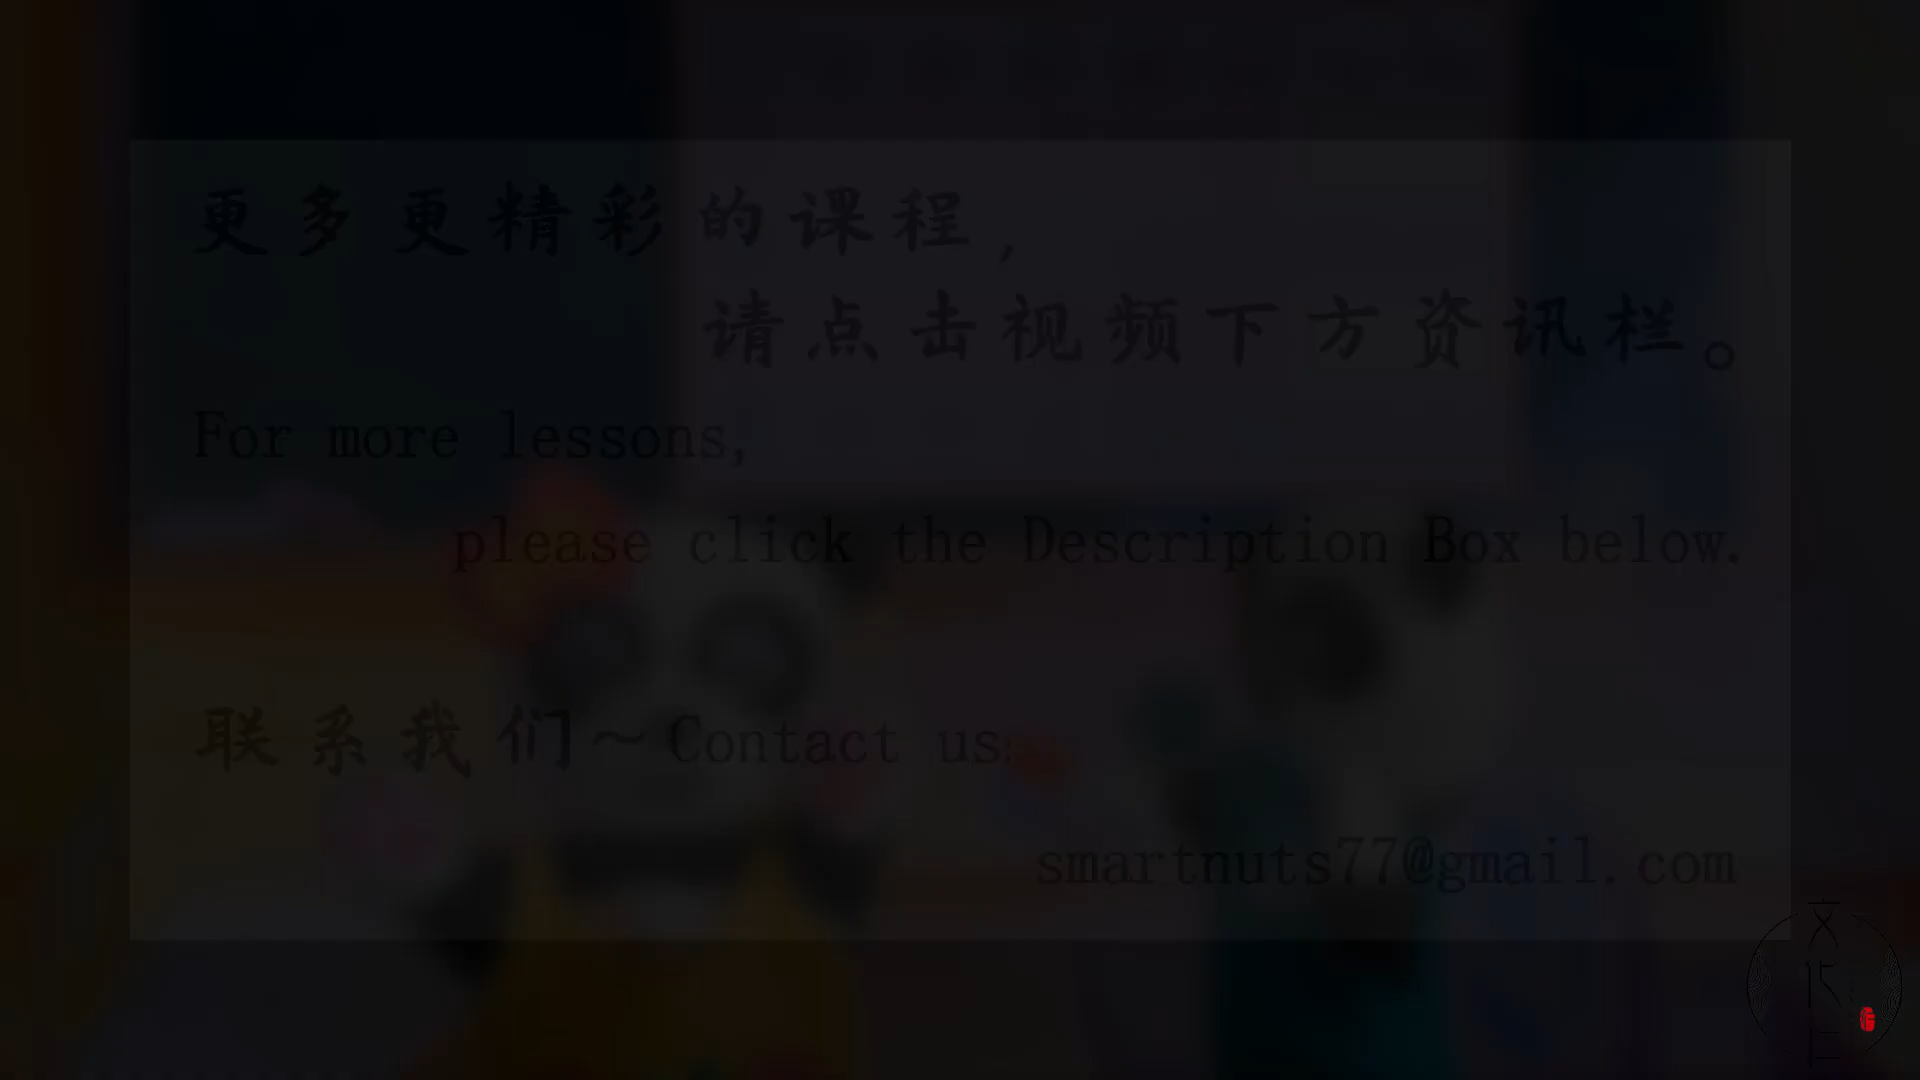 更多更精彩的课程，
请点击视频下方资讯栏。
For more lessons,
please click the Description Box below.
联系我们～Contact us:
smartnuts77@gmail.com